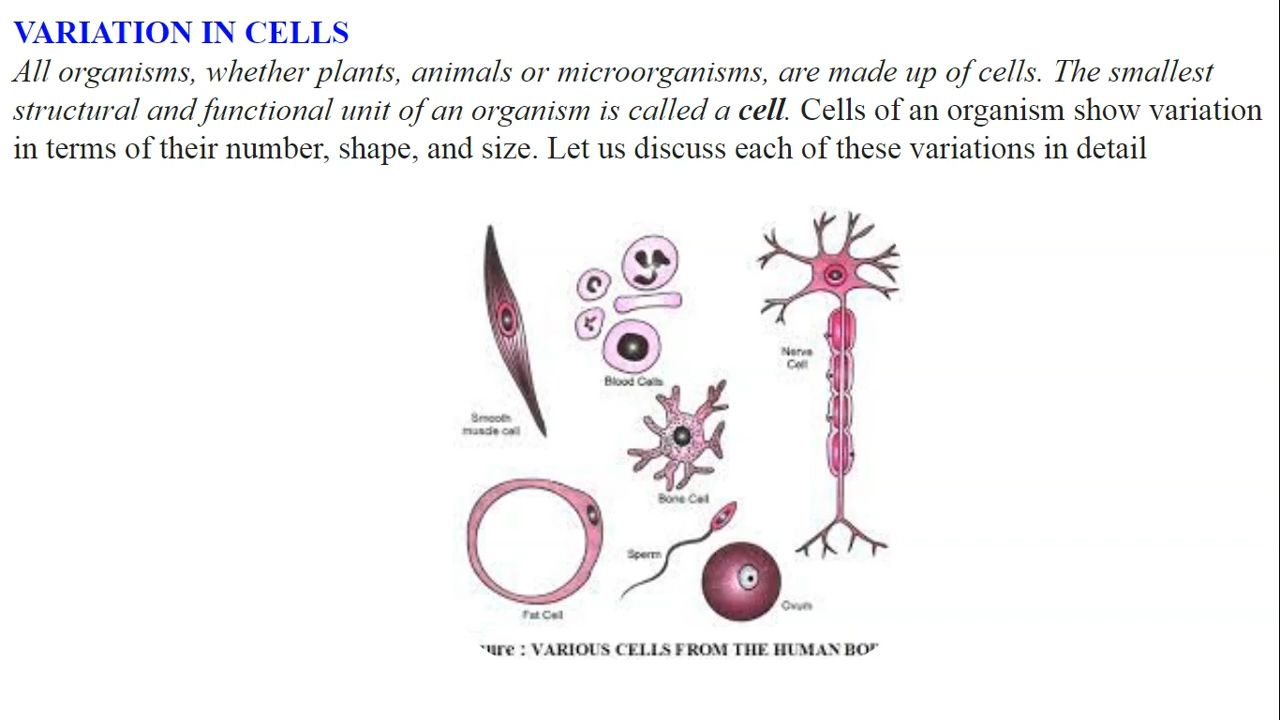 VARIATION IN CELLS
All organisms, whether plants, animals or microorganisms, are made up of cells. The smallest
structural and functional unit of an organism is called a cell. Cells of an organism show variation
in terms of their number, shape, and size. Let us discuss each of these variations in detail
Nerve
Cell
Blood Cells
Smooth
muscle cell
Bone Cell
Sperm
Ovum
Fat Cell
: VARIOUS CELLS FROM THE HUMAN